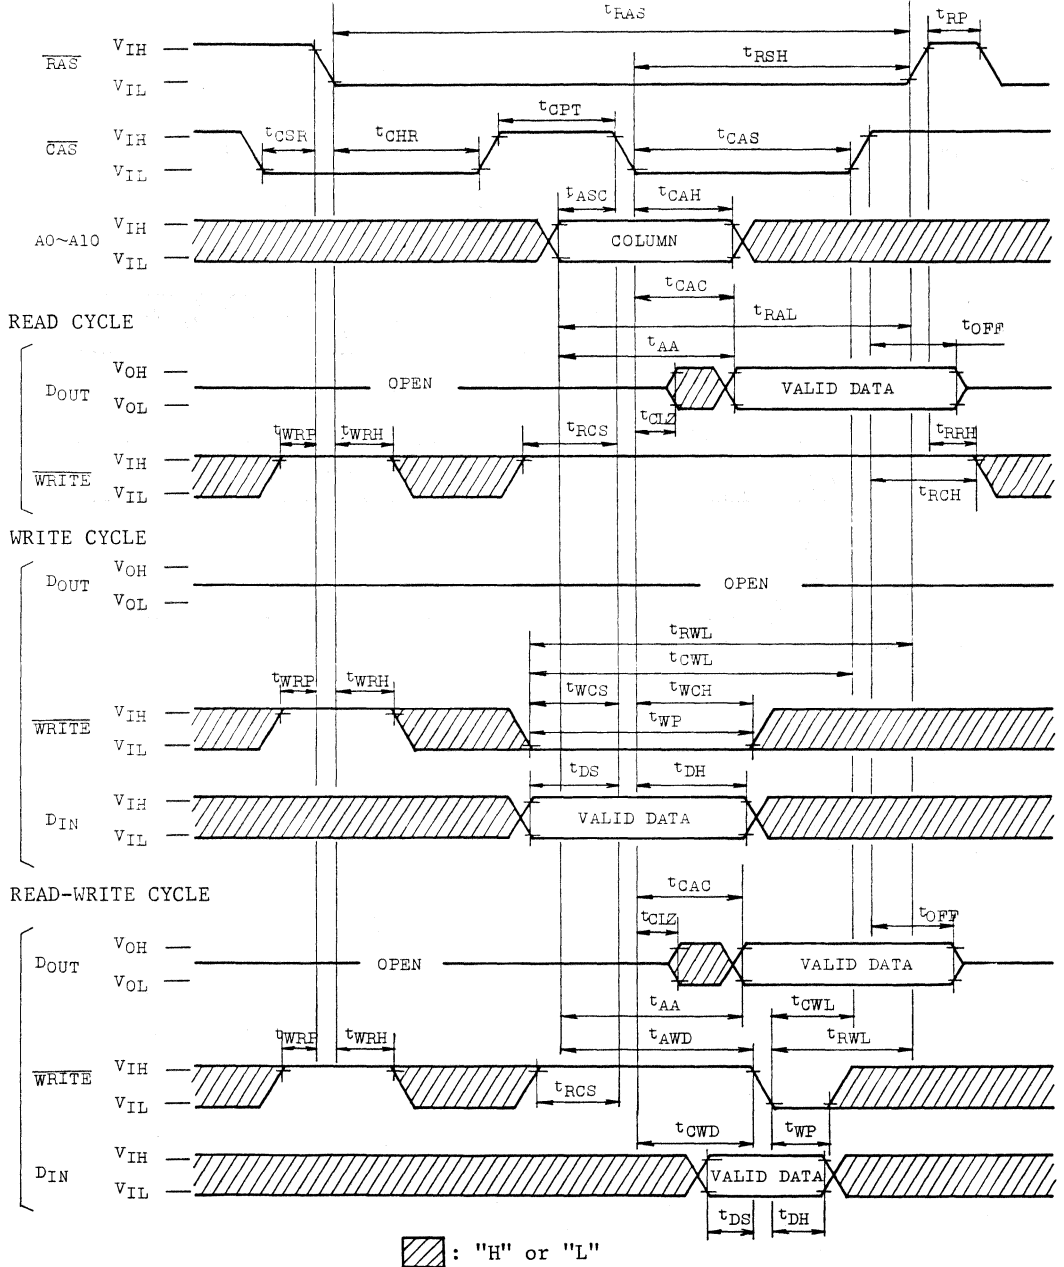 tRAS tRP
RAS VIH
tRSH
VIL
tCPT
CAS VIH tCSR tCHR tCAS
VIL
tASC tCAH
A0~A10 VIH
COLUMN
VIL
tCAC
READ CYCLE
tRAL tOFF
tAA
DOUT VOH
OPEN VALID DATA
VOL
tCLZ
tWRP tWRH tRCS tRRH
WRITE VIH
VIL
tRCH
WRITE CYCLE
DOUT VOH
OPEN
VOL
tRWL
tCWL
tWRP tWRH tWCS tWCH
WRITE VIH
tWP
VIL
tDS tDH
DIN VIH
VALID DATA
VIL
READ-WRITE CYCLE
tCAC
tCLZ tOFF
DOUT VOH
OPEN VALID DATA
VOL
tAA tCWL
tWRP tWRH tAWD tRWL
WRITE VIH
tRCS
VIL
tCWD tWP
DIN VIH
VALID DATA
VIL
tDS tDH
: "H" or "L"